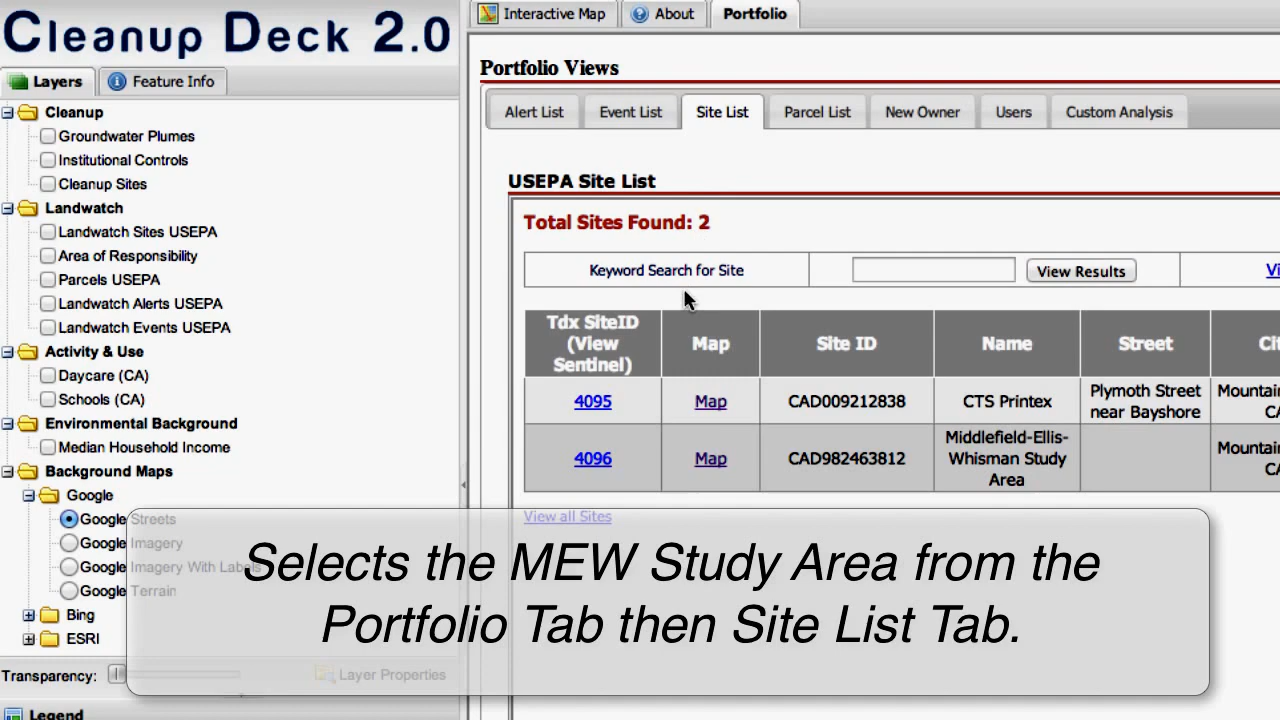 Cleanup Deck 2.0
Interactive Map
About
Portfolio
Layers
Feature Info
Cleanup
Groundwater Plumes
Institutional Controls
Cleanup Sites
Landwatch
Landwatch Sites USEPA
Area of Responsibility
Parcels USEPA
Landwatch Alerts USEPA
Landwatch Events USEPA
Activity & Use
Daycare (CA)
Schools (CA)
Environmental Background
Median Household Income
Background Maps
Google
Google Streets
Google Imagery
Google Imagery With Labels
Google Terrain
Bing
ESRI
Transparency:
Layer Properties
Legend
Portfolio Views
Alert List
Event List
Site List
Parcel List
New Owner
Users
Custom Analysis
USEPA Site List
Total Sites Found: 2
Keyword Search for Site
View Results
Tdx SiteID
(View
Sentinel)
Map
Site ID
Name
Street
4095
Map
CAD009212838
CTS Printex
Plymoth Street
near Bayshore
Mountain
4096
Map
CAD982463812
Middlefield-Ellis-
Whisman Study
Area
Mountain
View all Sites
Selects the MEW Study Area from the
Portfolio Tab then Site List Tab.